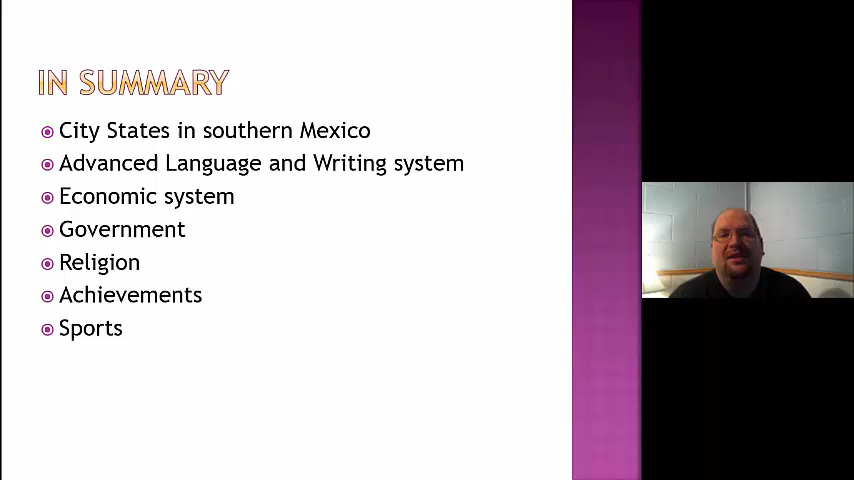 IN SUMMARY
City States in southern Mexico
Advanced Language and Writing system
Economic system
Government
Religion
Achievements
Sports